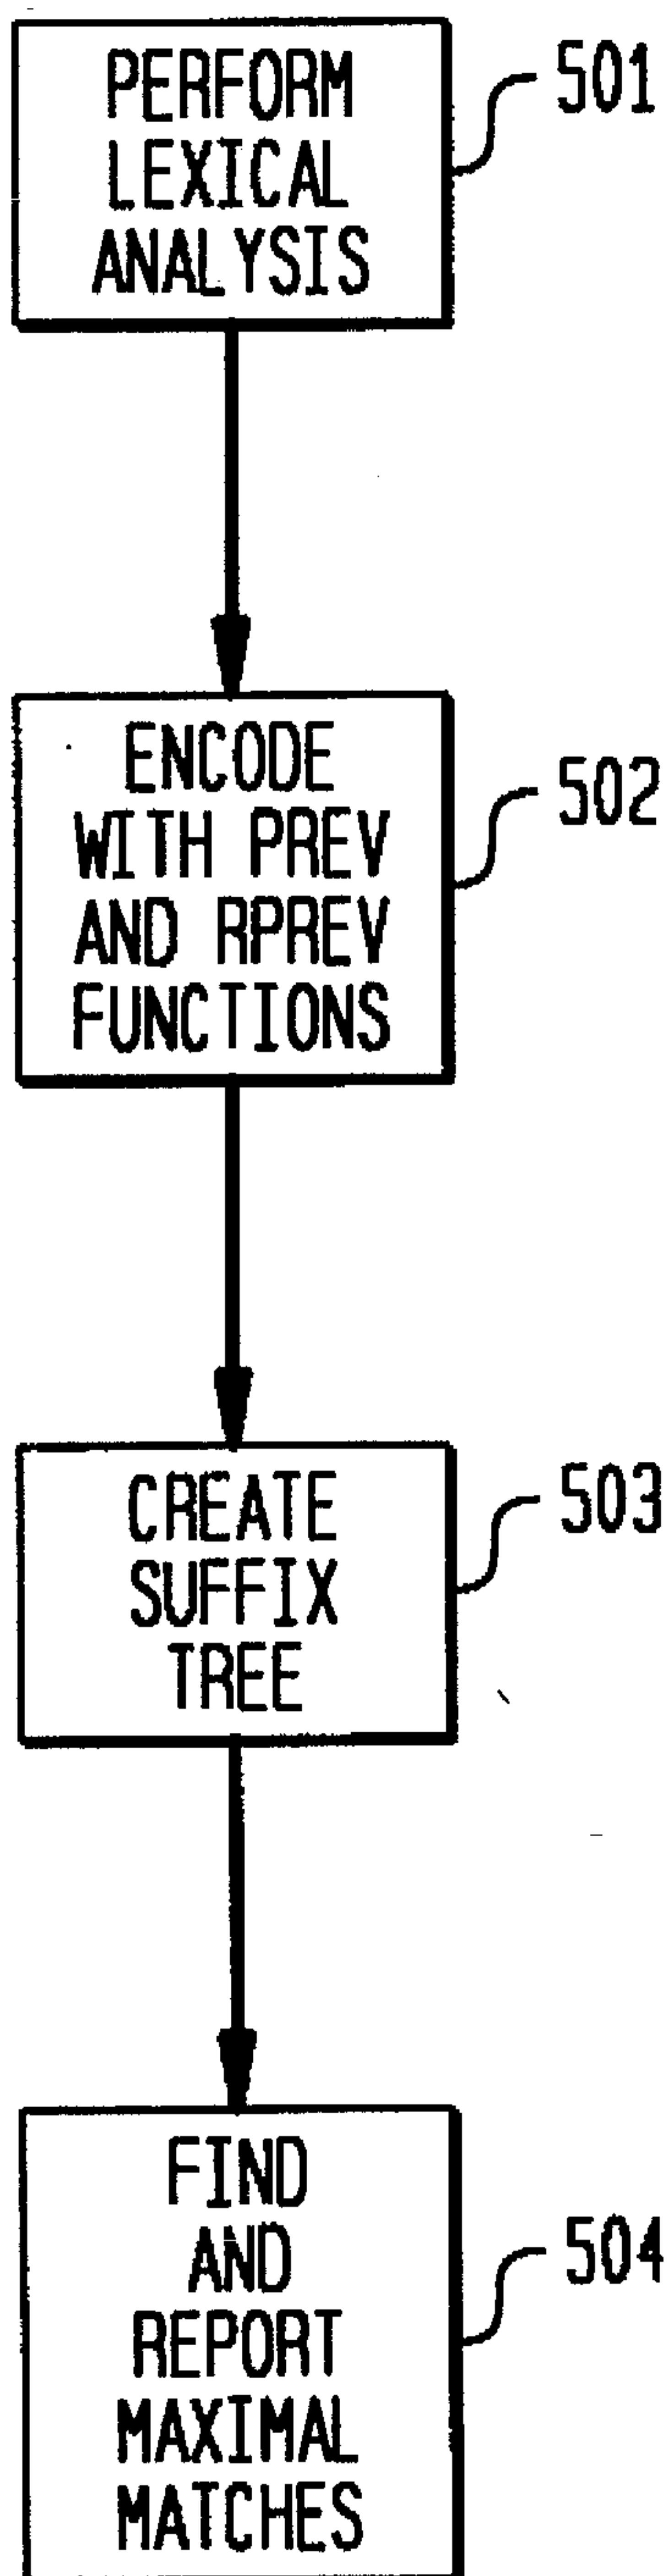 PERFORM
LEXICAL
ANALYSIS
501
ENCODE
WITH PREV
AND RPREV
FUNCTIONS
502
CREATE
SUFFIX
TREE
503
FIND
AND
REPORT
MAXIMAL
MATCHES
504